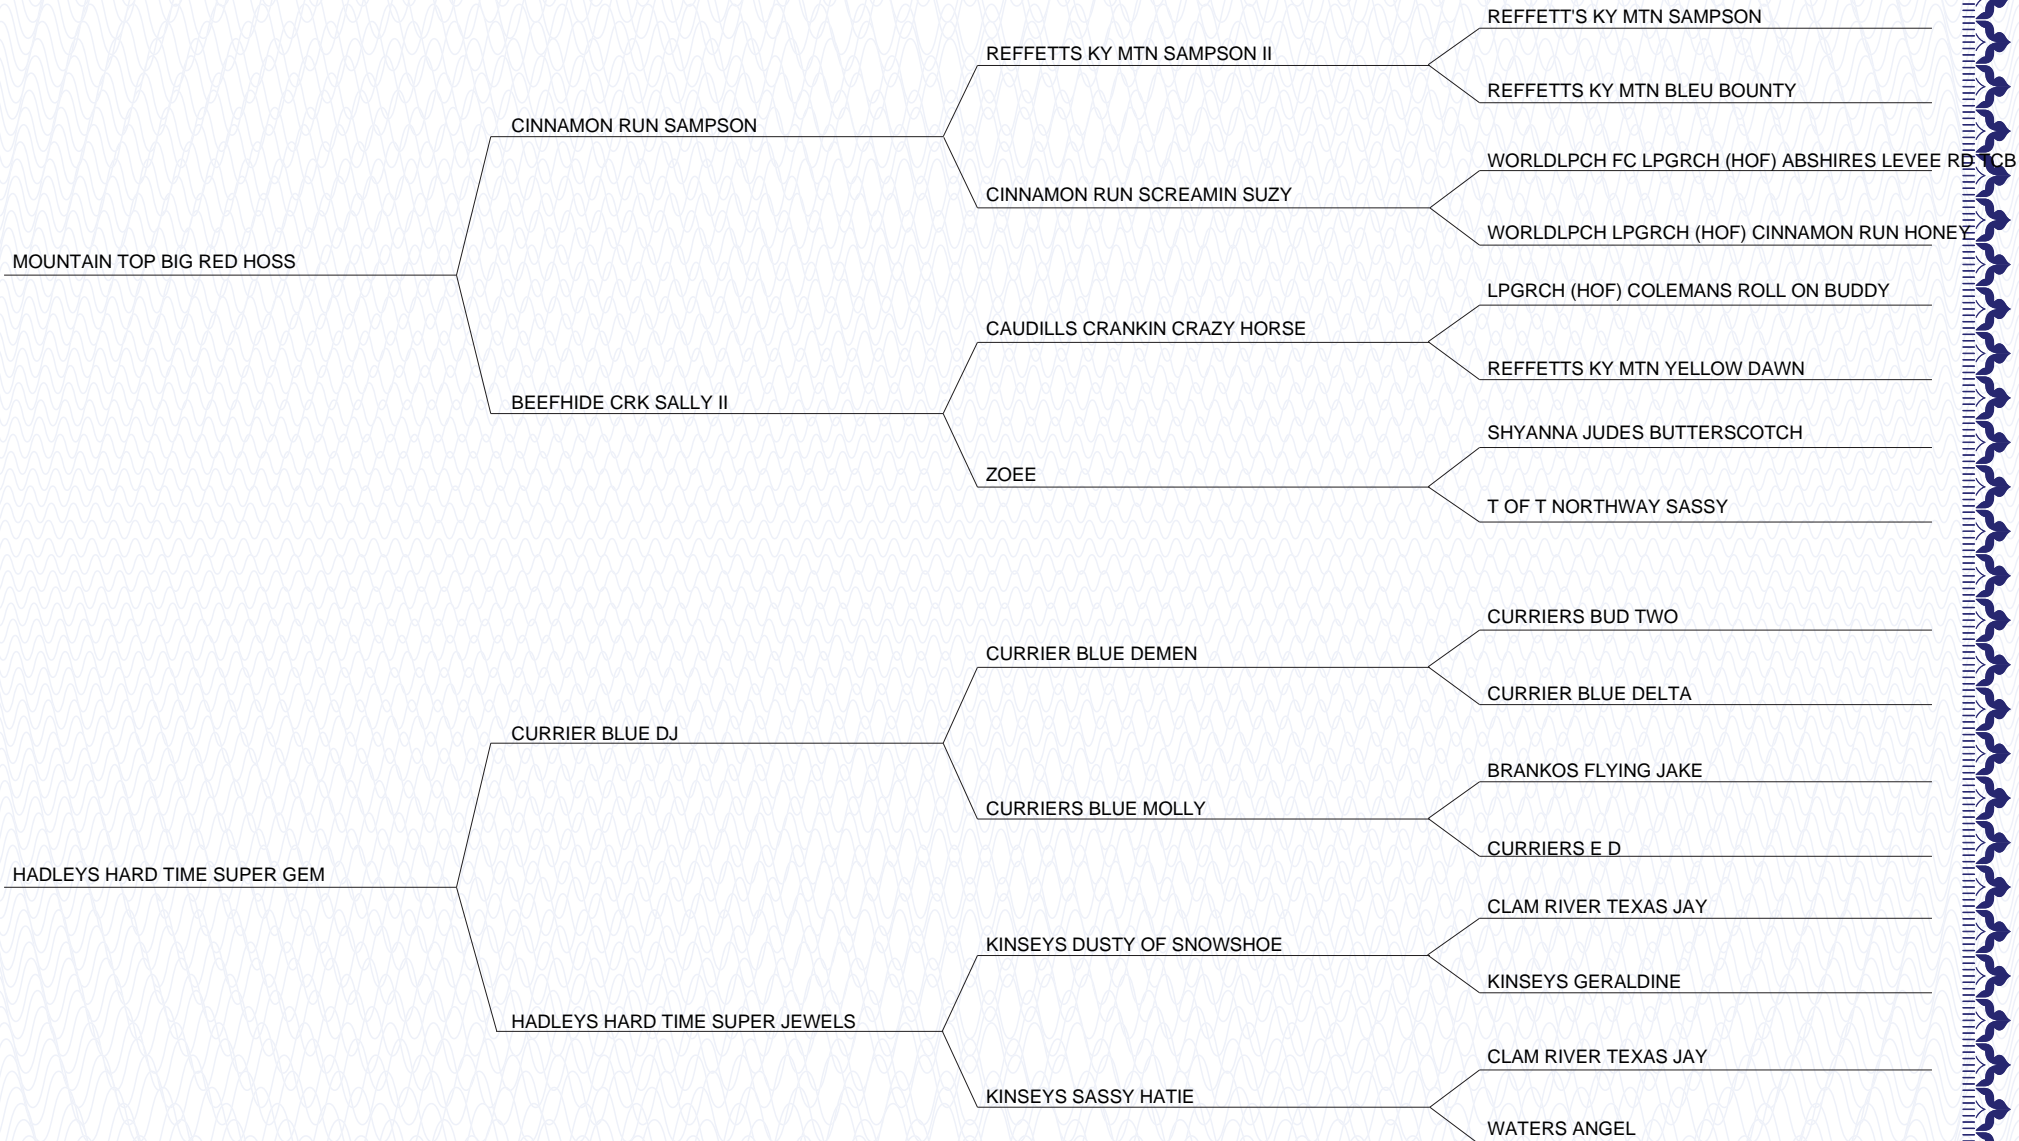 REFFETT'S KY MTN SAMPSON
REFFETTS KY MTN SAMPSON II
REFFETTS KY MTN BLEU BOUNTY
CINNAMON RUN SAMPSON
WORLDLPCH FC LPGRCH (HOF) ABSHIRES LEVEE RD TCB
CINNAMON RUN SCREAMIN SUZY
WORLDLPCH LPGRCH (HOF) CINNAMON RUN HONEY
MOUNTAIN TOP BIG RED HOSS
LPGRCH (HOF) COLEMANS ROLL ON BUDDY
CAUDILLS CRANKIN CRAZY HORSE
REFFETTS KY MTN YELLOW DAWN
BEEFHIDE CRK SALLY II
SHYANNA JUDES BUTTERSCOTCH
ZOEE
T OF T NORTHWAY SASSY
CURRIERS BUD TWO
CURRIER BLUE DEMEN
CURRIER BLUE DELTA
CURRIER BLUE DJ
BRANKOS FLYING JAKE
CURRIERS BLUE MOLLY
CURRIERS E D
HADLEYS HARD TIME SUPER GEM
CLAM RIVER TEXAS JAY
KINSEYS DUSTY OF SNOWSHOE
KINSEYS GERALDINE
HADLEYS HARD TIME SUPER JEWELS
CLAM RIVER TEXAS JAY
KINSEYS SASSY HATIE
WATERS ANGEL